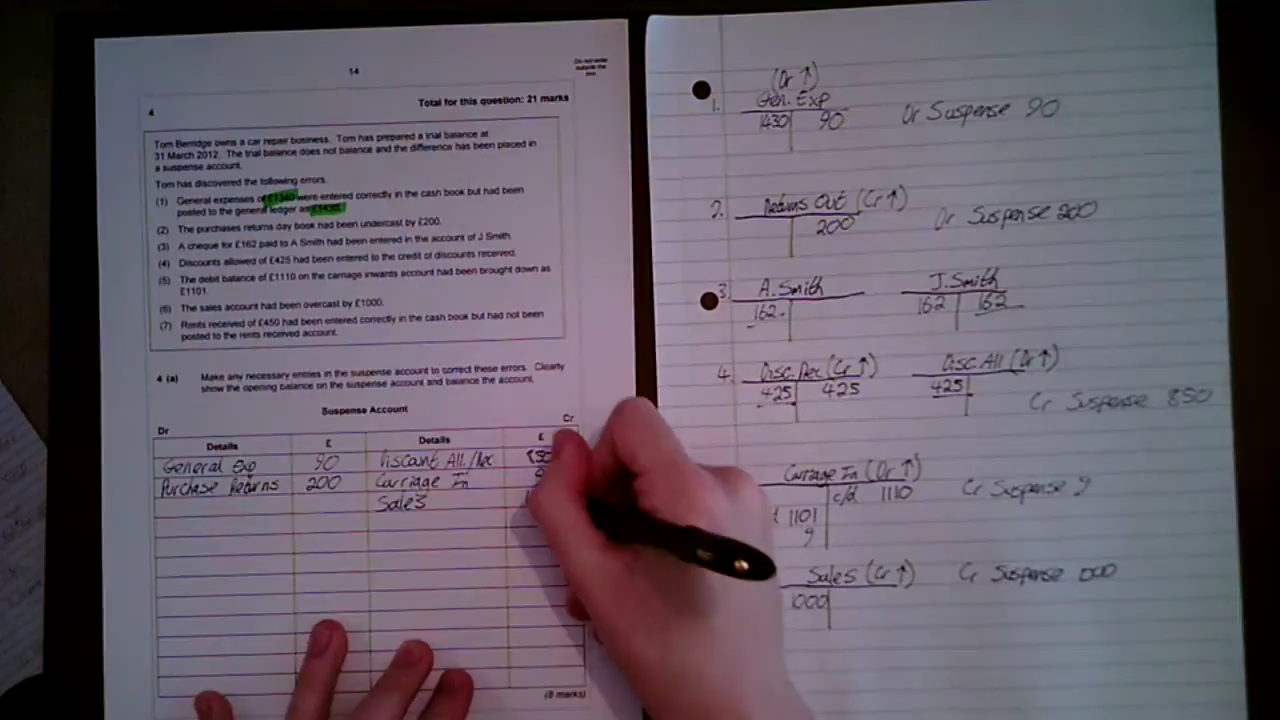 14
Do not write
outside the
box
4
Total for this question: 21 marks
Tom Berridge owns a car repair business. Tom has prepared a trial balance at
31 March 2012. The trial balance does not balance and the difference has been placed in
a suspense account.
Tom has discovered the following errors.
(1) General expenses of £1340 were entered correctly in the cash book but had been
posted to the general ledger as £1430.
(2) The purchases returns day book had been undercast by £200.
(3) A cheque for £162 paid to A Smith had been entered in the account of J Smith.
(4) Discounts allowed of £425 had been entered to the credit of discounts received.
(5) The debit balance of £1110 on the carriage inwards account had been brought down as
£1101.
(6) The sales account had been overcast by £1000.
(7) Rents received of £450 had been entered correctly in the cash book but had not been
posted to the rents received account.
4 (a) Make any necessary entries in the suspense account to correct these errors. Clearly
show the opening balance on the suspense account and balance the account.
Suspense Account
Dr Cr
Details £ Details £
General Exp 90 Discount All./Rec 850
Purchase Returns 200 Carriage In
Sales
(8 marks)
(Dr ↑)
1. Gen. Exp
1430 90 Dr Suspense 90
2. Returns Out (Cr ↑)
200 Dr Suspense 200
3. A. Smith J. Smith
162. 162 162
4. Disc. Rec (Cr ↑) Disc. All (Dr ↑)
425 425 425
Cr Suspense 850
Carriage In (Dr ↑)
c/d 1110 Cr Suspense 9
1101
9
Sales (Cr ↑) Cr Suspense
1000